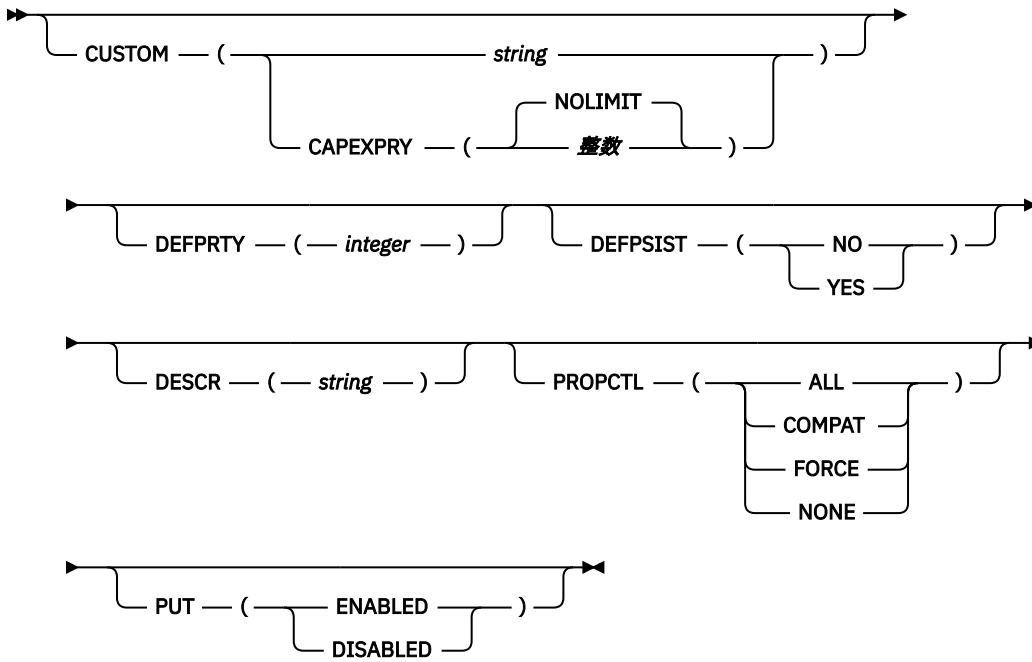 CUSTOM ( string )
NOLIMIT
CAPEXPRY ( 整数 )
DEFPRTY ( integer ) DEFPSIST ( NO )
YES
DESCR ( string ) PROPCTL ( ALL )
COMPAT
FORCE
NONE
PUT ( ENABLED )
DISABLED